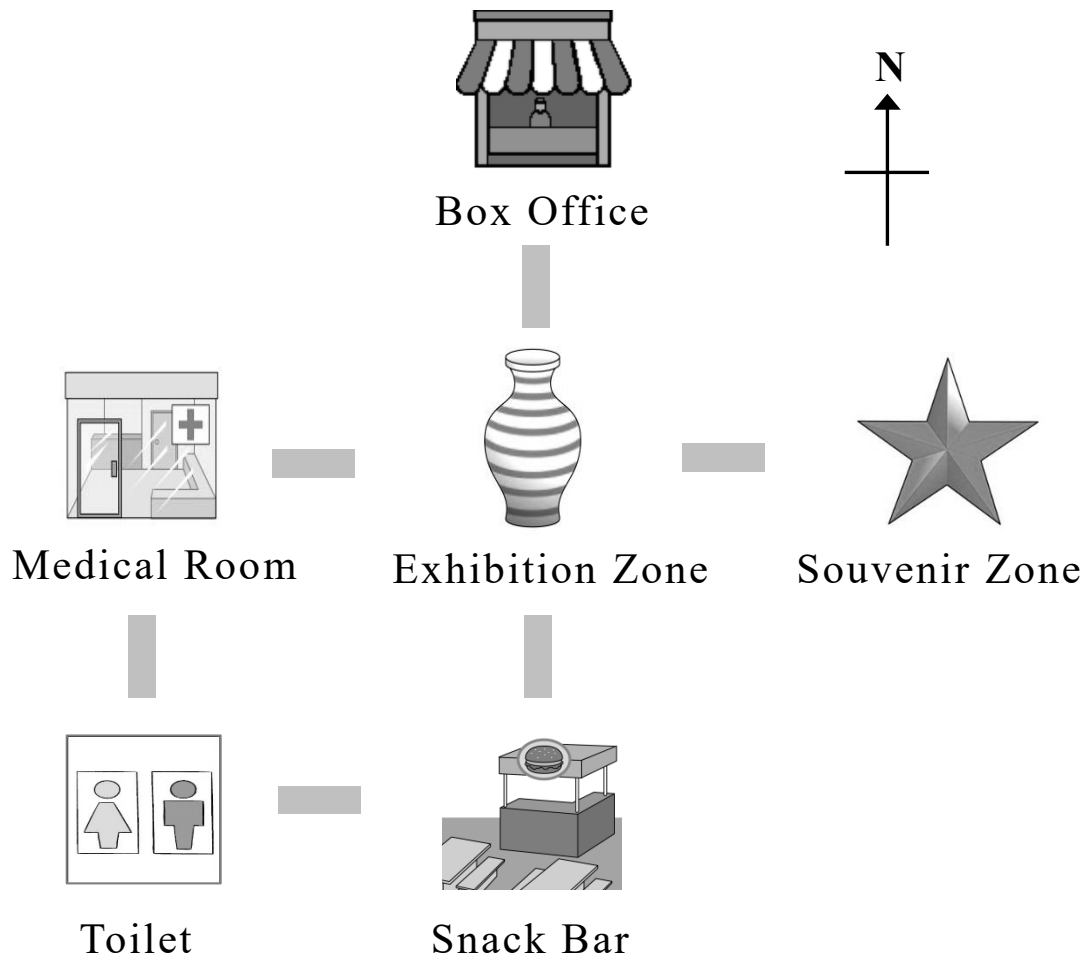 N
Box Office
Medical Room
Exhibition Zone
Souvenir Zone
Toilet
Snack Bar